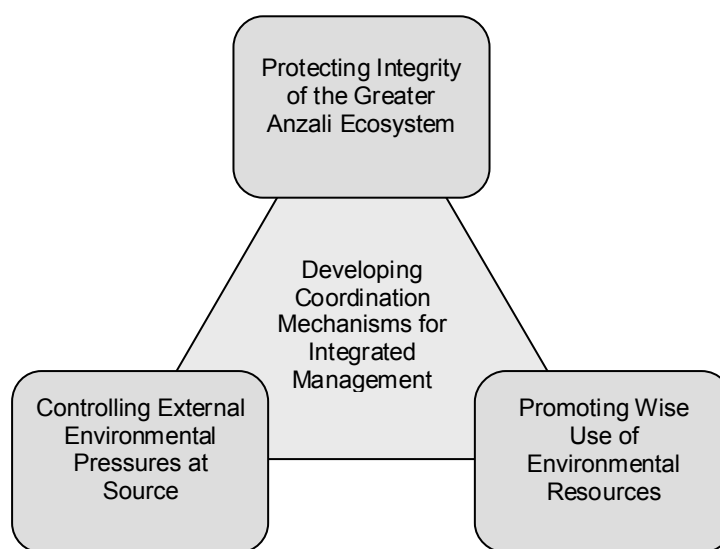 Protecting Integrity
of the Greater
Anzali Ecosystem
Developing
Coordination
Mechanisms for
Integrated
Management
Controlling External
Environmental
Pressures at
Source
Promoting Wise
Use of
Environmental
Resources